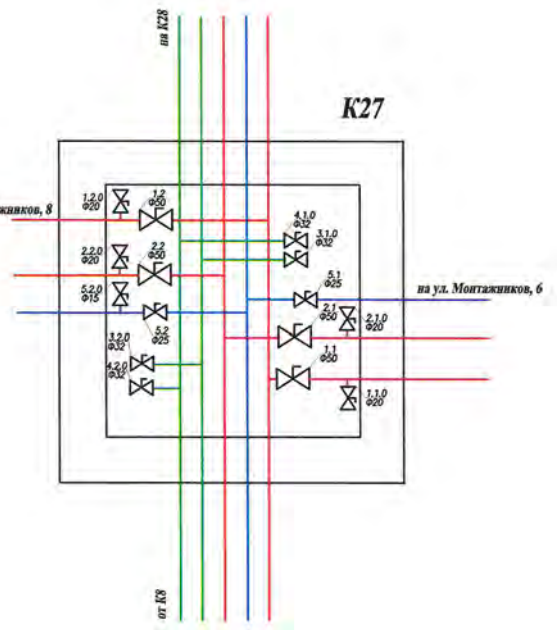 на К28
К27
1.2.0
Ф20
1.2
Ф50
жников, 8
4.1.0
Ф32
3.1.0
Ф32
2.2.0
Ф20
2.2
Ф50
5.2.0
Ф15
5.1
Ф25
на ул. Монтажников, 6
2.1
Ф50
2.1.0
Ф20
5.2
Ф25
3.2.0
Ф32
4.2.0
Ф32
1.1
Ф50
1.1.0
Ф20
от К8